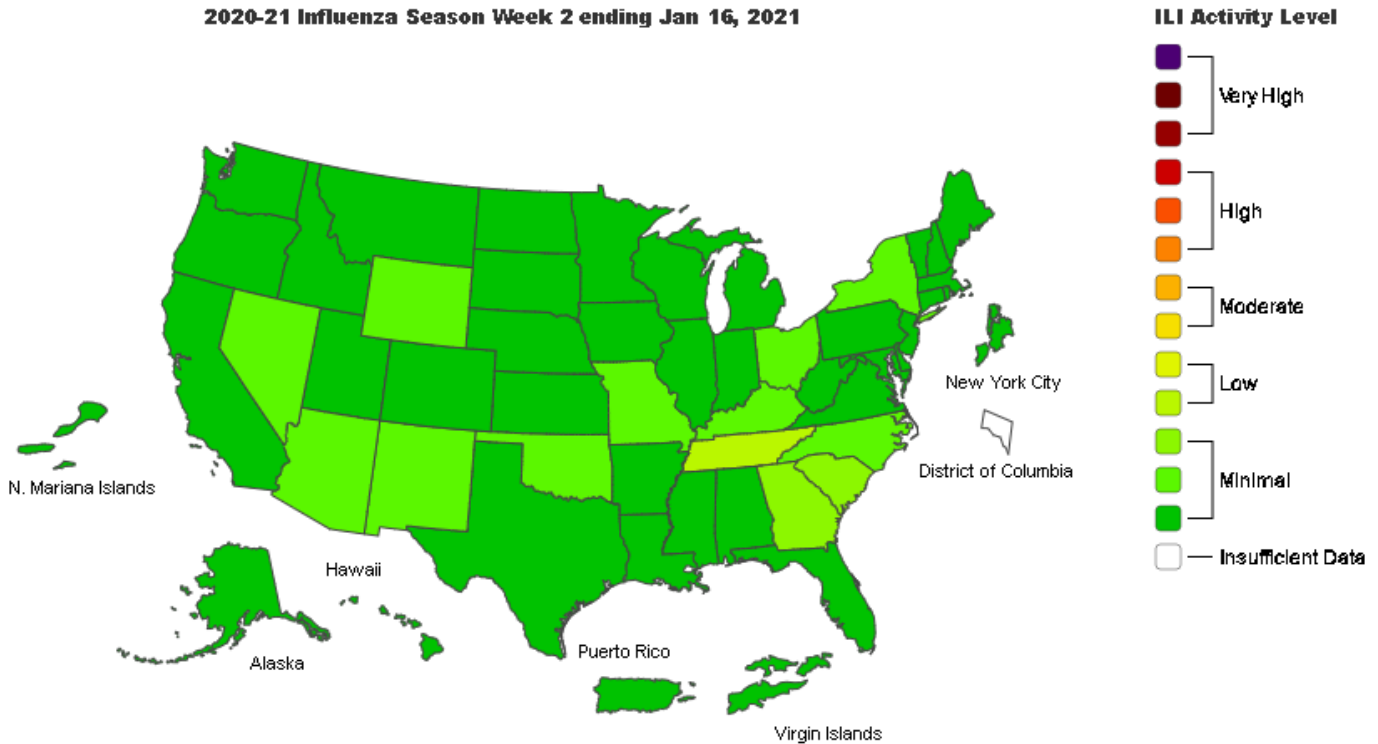 2020-21 Influenza Season Week 2 ending Jan 16, 2021
ILI Activity Level
Very High
High
Moderate
Low
Minimal
Insufficient Data
New York City
District of Columbia
N. Mariana Islands
Hawaii
Alaska
Puerto Rico
Virgin Islands